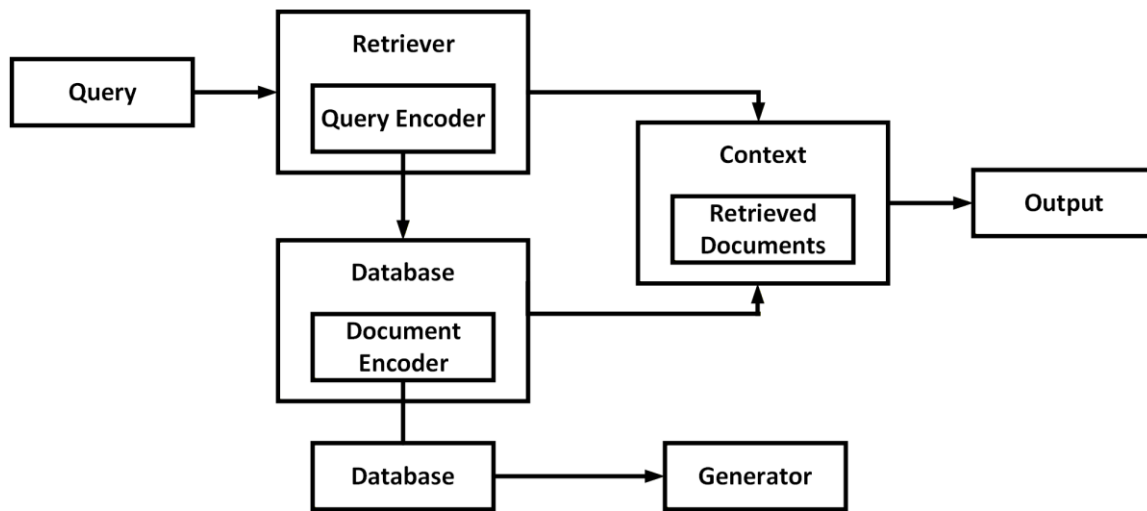 Retriever
Query
Query Encoder
Context
Retrieved
Documents
Output
Database
Document
Encoder
Database
Generator